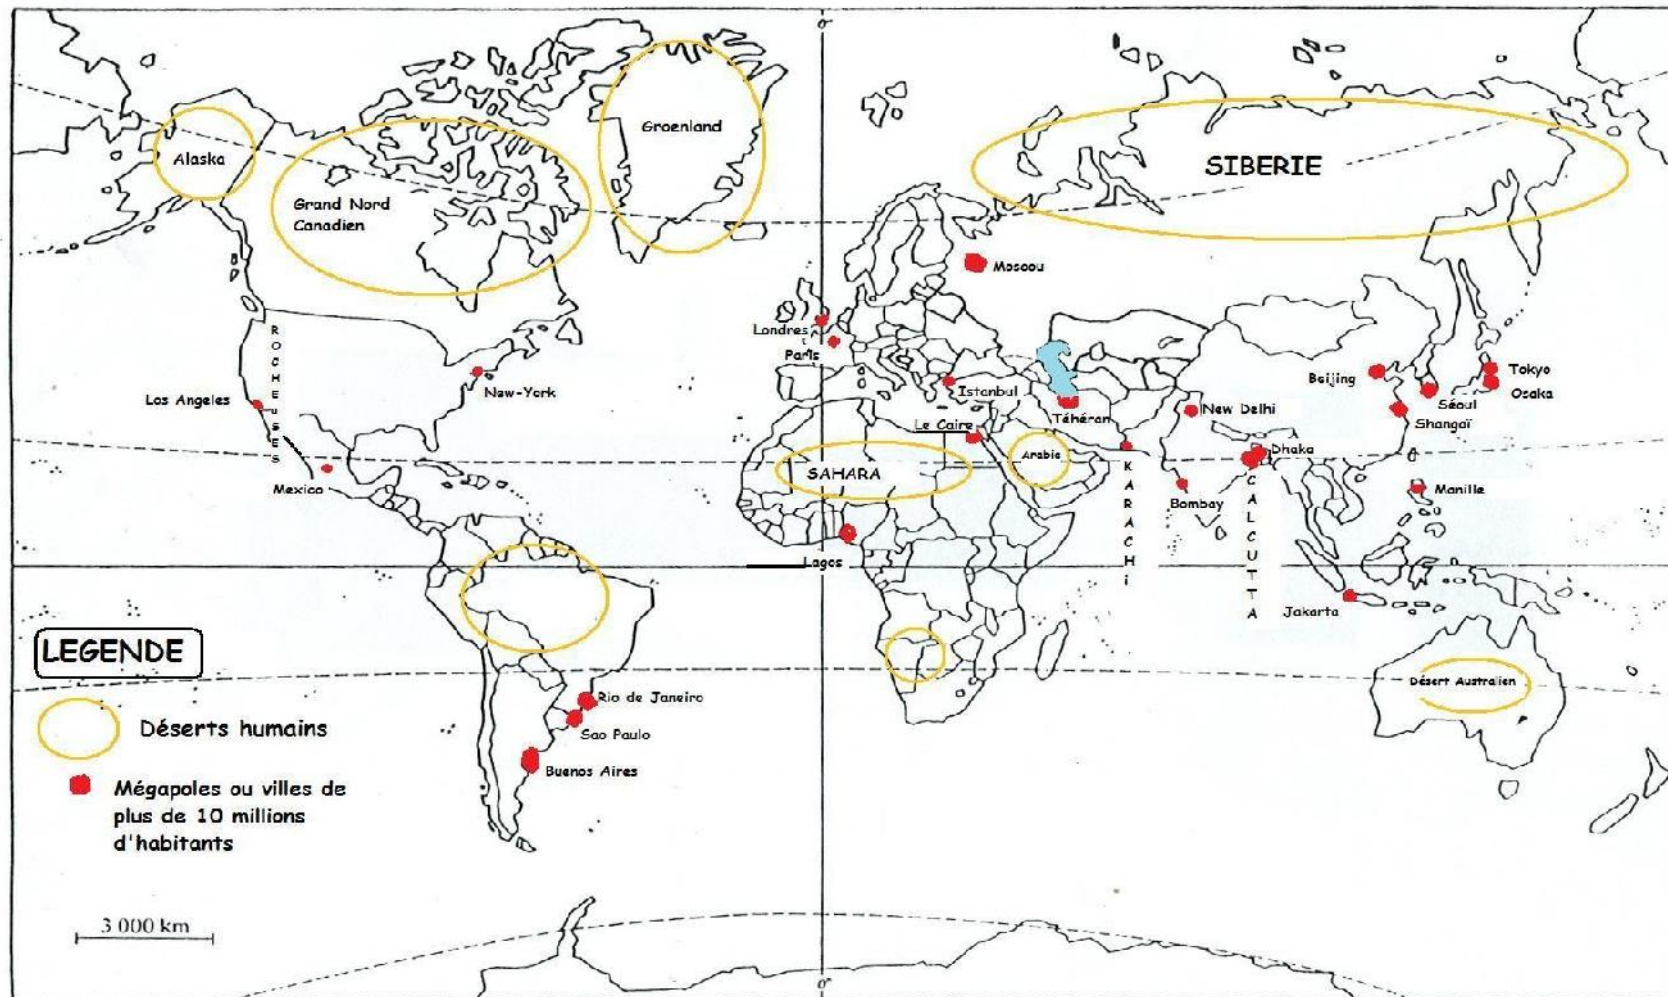 0°
Groenland
Alaska
SIBERIE
Grand Nord
Canadien
Moscou
Londres
Paris
ROCHEUSES
Los Angeles
New-York
Istanbul
Téhéran
Le Caire
Beijing
Tokyo
Osaka
Séoul
Shangaï
New Delhi
Dhaka
Arabie
SAHARA
Mexico
KARACHi
Bombay
CALCUTTA
Manille
Lagos
Jakarta
LEGENDE
Déserts humains
Mégapoles ou villes de
plus de 10 millions
d'habitants
Rio de Janeiro
Sao Paulo
Buenos Aires
Désert Australien
3 000 km
0°